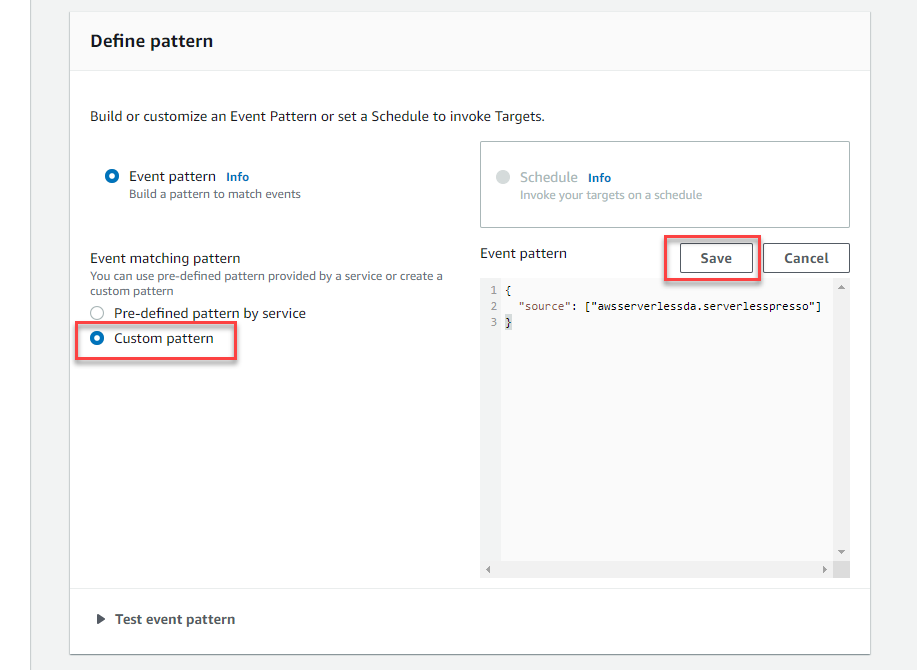 Define pattern
Build or customize an Event Pattern or set a Schedule to invoke Targets.
Event pattern Info
Build a pattern to match events
Schedule Info
Invoke your targets on a schedule
Event matching pattern
You can use pre-defined pattern provided by a service or create a
custom pattern
Pre-defined pattern by service
Custom pattern
Event pattern
Save
Cancel
1 {
2 "source": ["awsserverlessda.serverlesspresso"]
3 }
Test event pattern